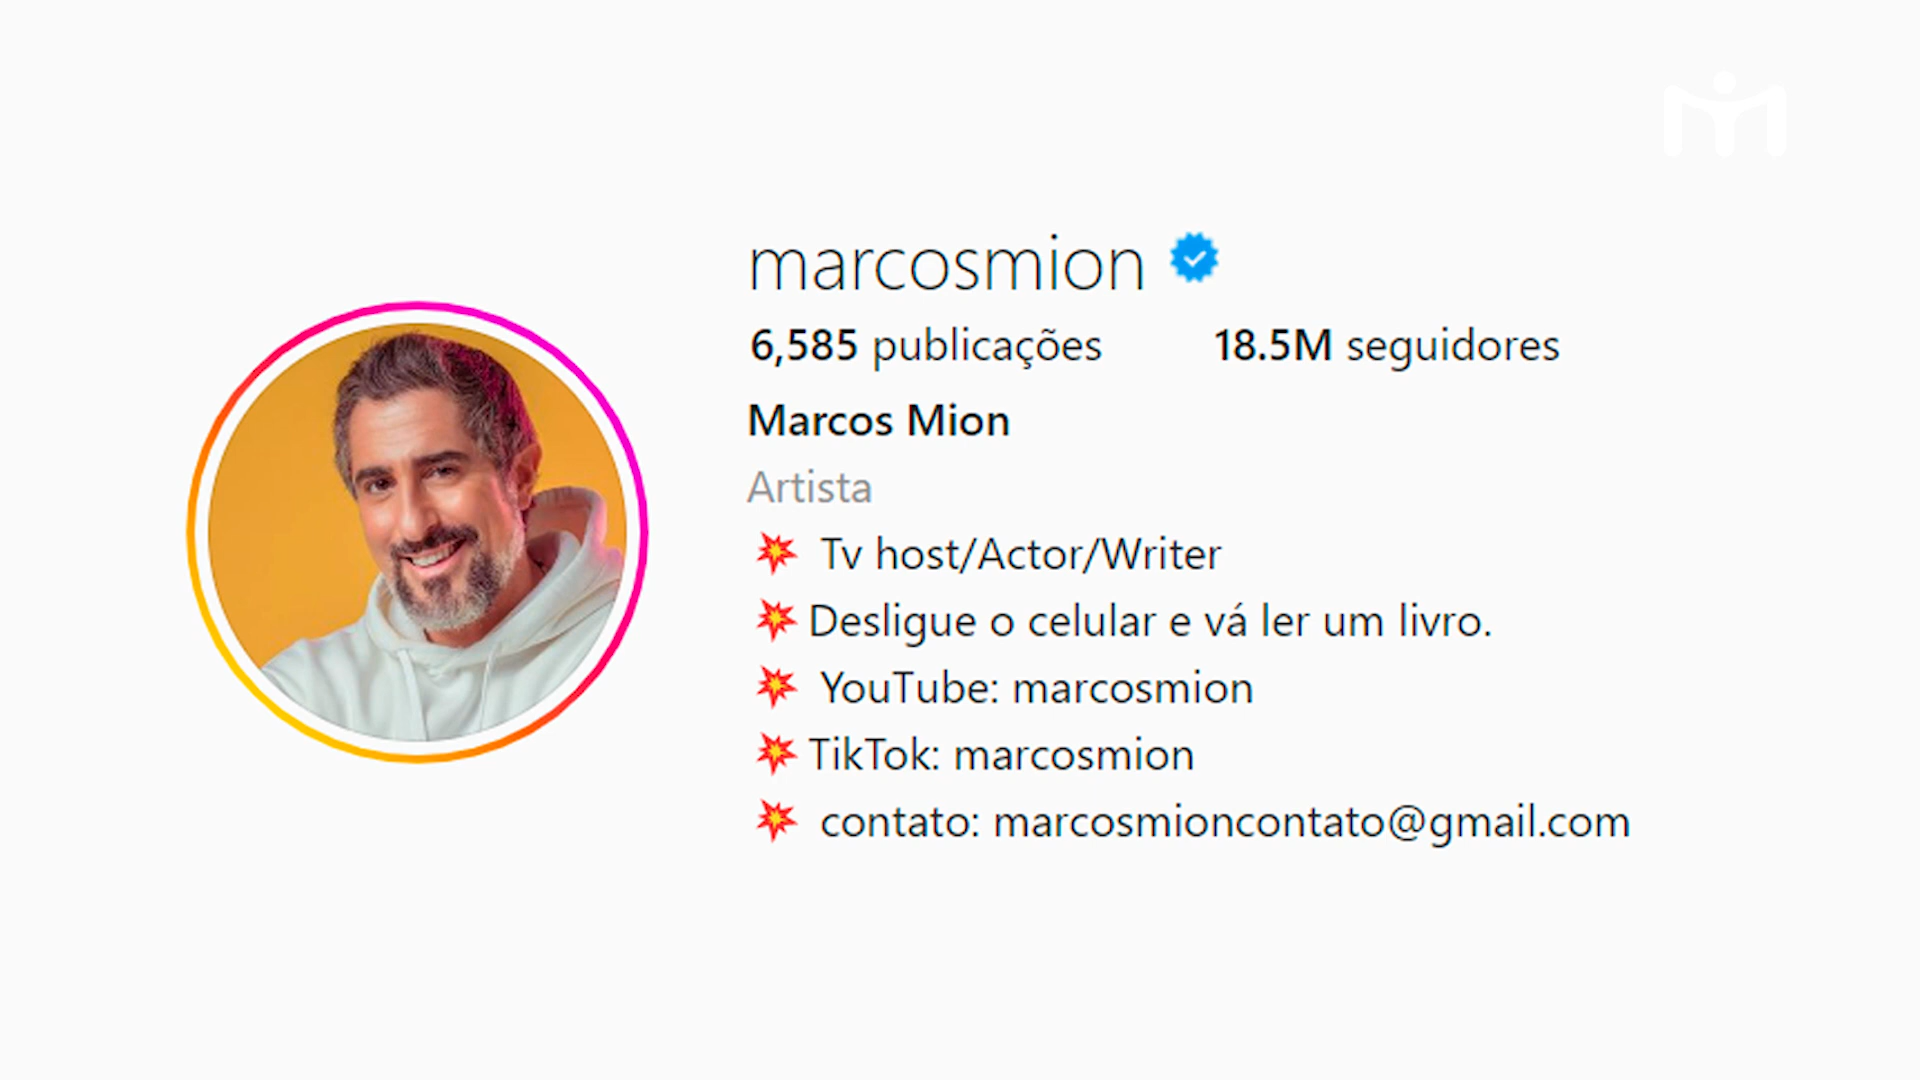 marcosmion
6,585 publicações 18.5M seguidores
Marcos Mion
Artista
💥 Tv host/Actor/Writer
💥 Desligue o celular e vá ler um livro.
💥 YouTube: marcosmion
💥 TikTok: marcosmion
💥 contato: marcosmioncontato@gmail.com